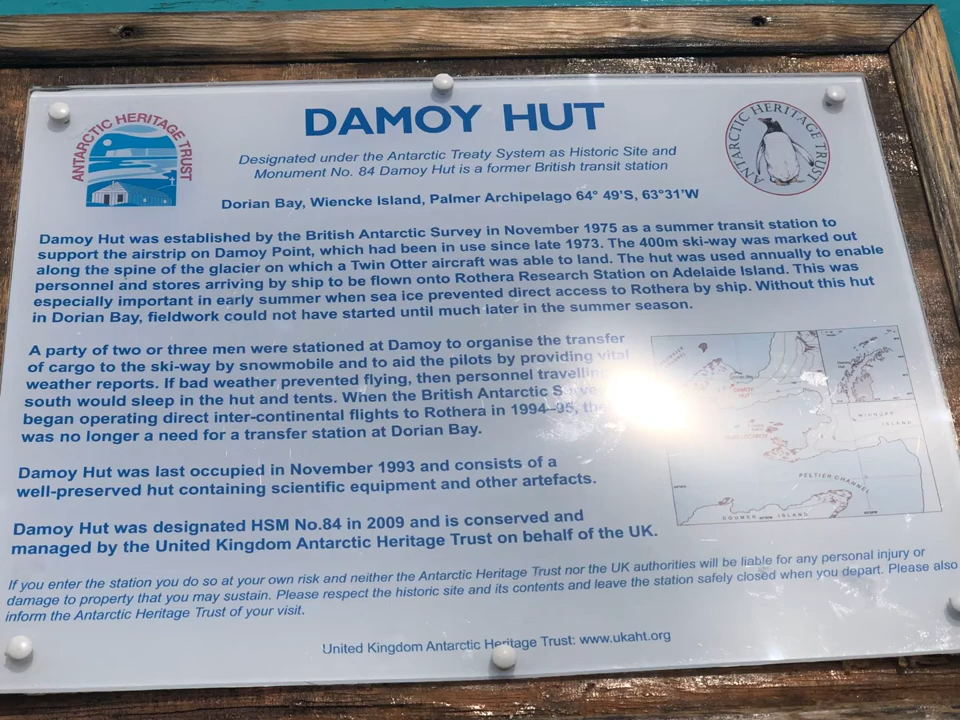 DAMOY HUT
ANTARCTIC HERITAGE TRUST
ANTARCTIC HERITAGE TRUST
Designated under the Antarctic Treaty System as Historic Site and
Monument No. 84 Damoy Hut is a former British transit station
Dorian Bay, Wiencke Island, Palmer Archipelago 64° 49'S, 63°31'W
Damoy Hut was established by the British Antarctic Survey in November 1975 as a summer transit station to
support the airstrip on Damoy Point, which had been in use since late 1973. The 400m ski-way was marked out
along the spine of the glacier on which a Twin Otter aircraft was able to land. The hut was used annually to enable
personnel and stores arriving by ship to be flown onto Rothera Research Station on Adelaide Island. This was
especially important in early summer when sea ice prevented direct access to Rothera by ship. Without this hut
in Dorian Bay, fieldwork could not have started until much later in the summer season.
A party of two or three men were stationed at Damoy to organise the transfer
of cargo to the ski-way by snowmobile and to aid the pilots by providing vital
weather reports. If bad weather prevented flying, then personnel travelling
south would sleep in the hut and tents. When the British Antarctic
began operating direct inter-continental flights to Rothera in 1994–95,
was no longer a need for a transfer station at Dorian Bay.
DAMOY
HUT
WIENCKE
ISLAND
PELTIER CHANNEL
DOUMER ISLAND
Damoy Hut was last occupied in November 1993 and consists of a
well-preserved hut containing scientific equipment and other artefacts.
Damoy Hut was designated HSM No.84 in 2009 and is conserved and
managed by the United Kingdom Antarctic Heritage Trust on behalf of the UK.
If you enter the station you do so at your own risk and neither the Antarctic Heritage Trust nor the UK authorities will be liable for any personal injury or
damage to property that you may sustain. Please respect the historic site and its contents and leave the station safely closed when you depart. Please also
inform the Antarctic Heritage Trust of your visit.
United Kingdom Antarctic Heritage Trust: www.ukaht.org